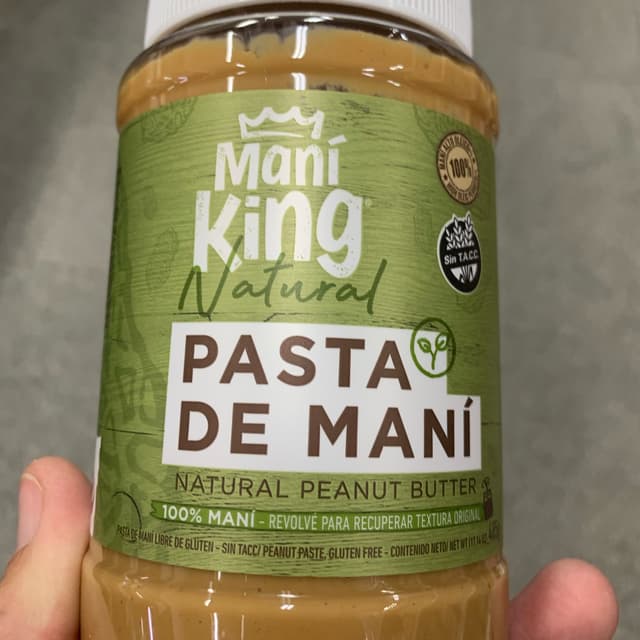 Maní
King
Natural
100%
Sin T.A.C.C.
PASTA
DE MANÍ
NATURAL PEANUT BUTTER
100% MANÍ - REVOLVÉ PARA RECUPERAR TEXTURA ORIGINAL
PASTA DE MANÍ LIBRE DE GLUTEN - SIN TACC/ PEANUT PASTE, GLUTEN FREE - CONTENIDO NETO/ NET WT